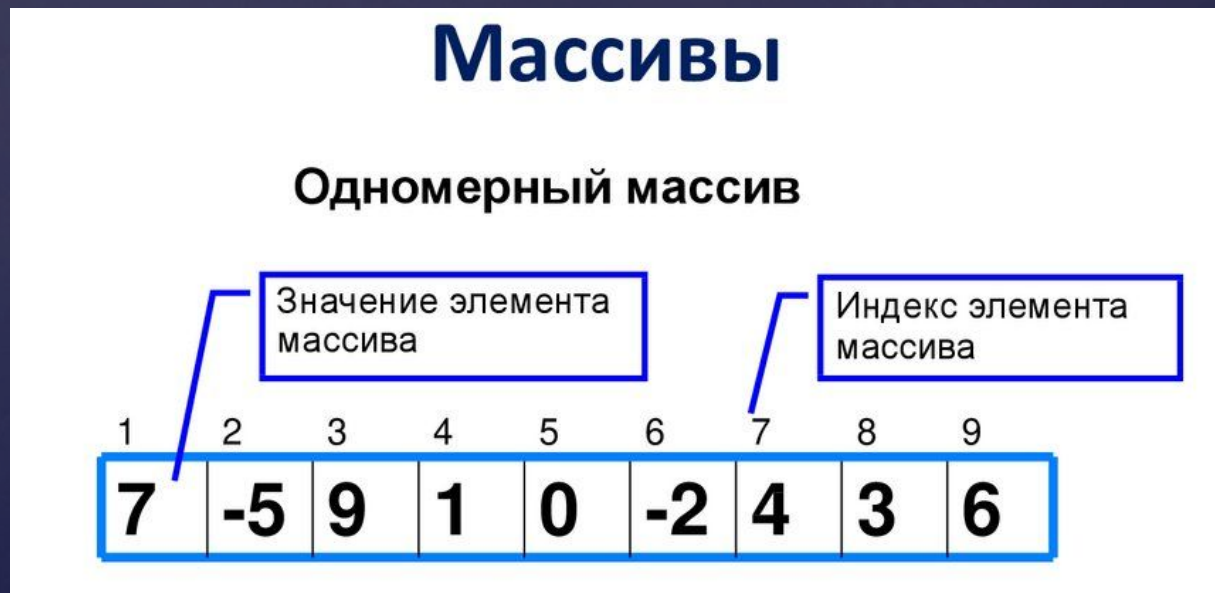 Массивы
Одномерный массив
Значение элемента
массива
Индекс элемента
массива
1 2 3 4 5 6 7 8 9
7 -5 9 1 0 -2 4 3 6